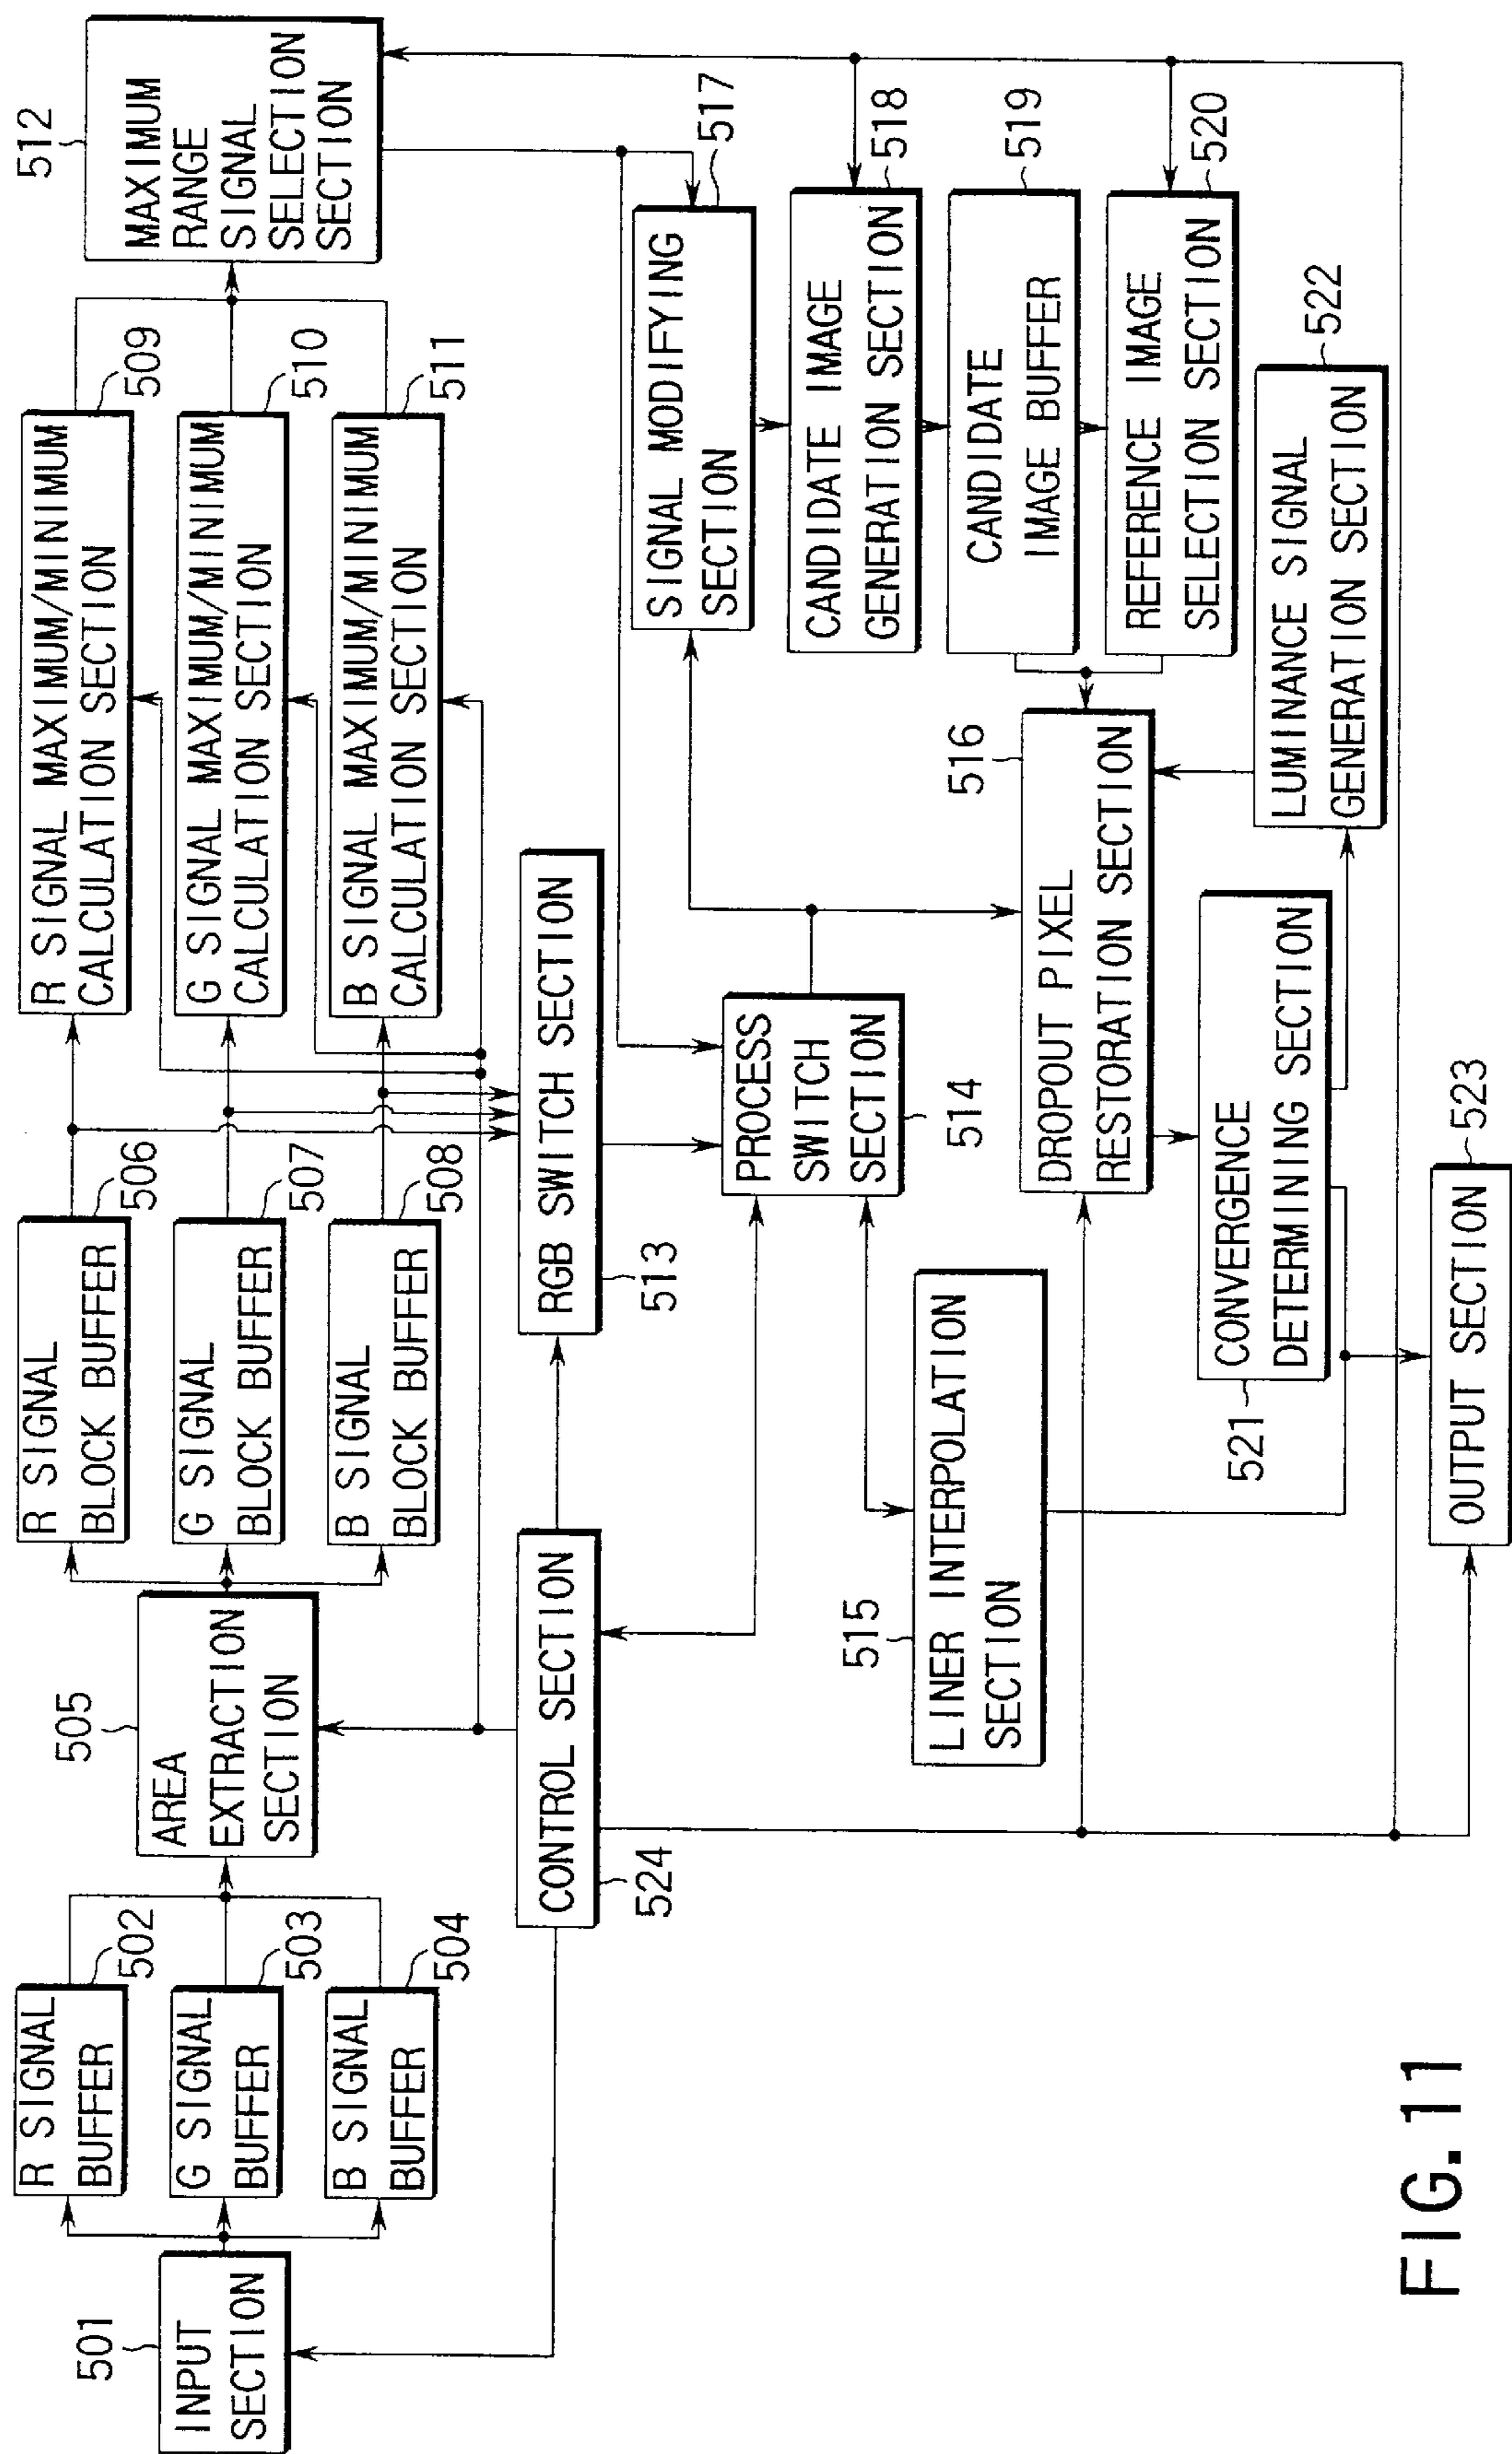 501
INPUT
SECTION
R SIGNAL
BUFFER
502
G SIGNAL
BUFFER
503
B SIGNAL
BUFFER
504
505
AREA
EXTRACTION
SECTION
R SIGNAL
BLOCK BUFFER
506
G SIGNAL
BLOCK BUFFER
507
B SIGNAL
BLOCK BUFFER
508
R SIGNAL MAXIMUM/MINIMUM
CALCULATION SECTION
509
G SIGNAL MAXIMUM/MINIMUM
CALCULATION SECTION
510
B SIGNAL MAXIMUM/MINIMUM
CALCULATION SECTION
511
512
MAXIMUM
RANGE
SIGNAL
SELECTION
SECTION
CONTROL SECTION
524
RGB SWITCH SECTION
513
PROCESS
SWITCH
SECTION
514
515
LINER INTERPOLATION
SECTION
516
DROPOUT PIXEL
RESTORATION SECTION
SIGNAL MODIFYING
SECTION
517
CANDIDATE IMAGE
GENERATION SECTION
518
CANDIDATE
IMAGE BUFFER
519
REFERENCE IMAGE
SELECTION SECTION
520
CONVERGENCE
DETERMINING SECTION
521
LUMINANCE SIGNAL
GENERATION SECTION
522
OUTPUT SECTION
523
FIG. 11